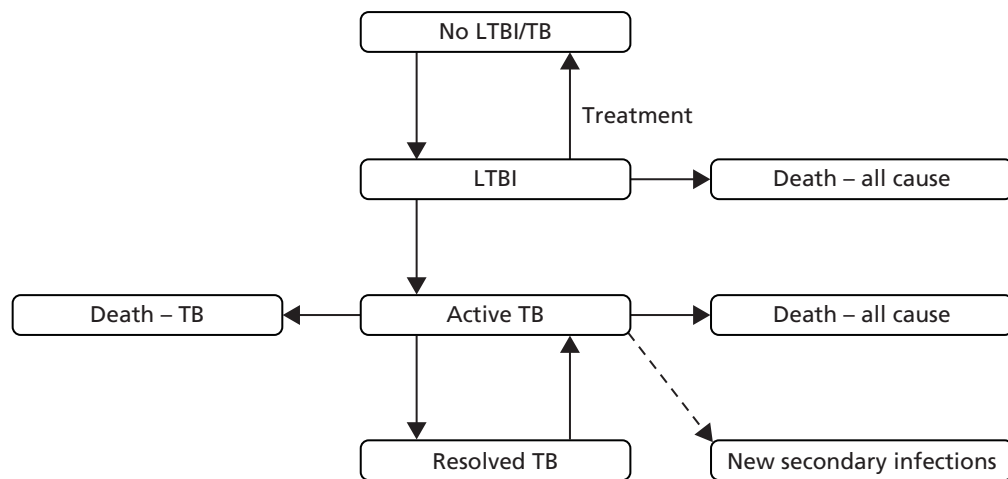 No LTBI/TB
Treatment
LTBI
Death – all cause
Death – TB
Active TB
Death – all cause
Resolved TB
New secondary infections